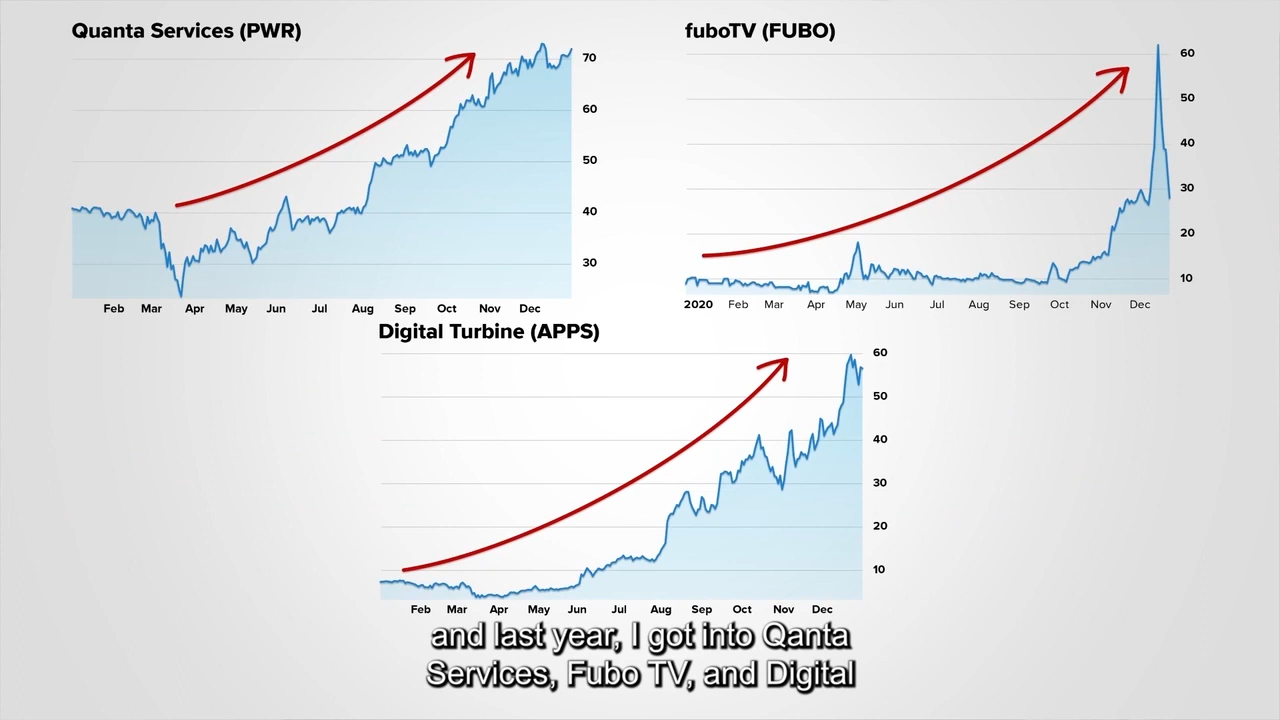 Quanta Services (PWR)
70
60
50
40
30
Feb Mar Apr May Jun Jul Aug Sep Oct Nov Dec
fuboTV (FUBO)
60
50
40
30
20
10
2020 Feb Mar Apr May Jun Jul Aug Sep Oct Nov Dec
Digital Turbine (APPS)
60
50
40
30
20
10
Feb Mar Apr May Jun Jul Aug Sep Oct Nov Dec
and last year, I got into Qanta
Services, Fubo TV, and Digital